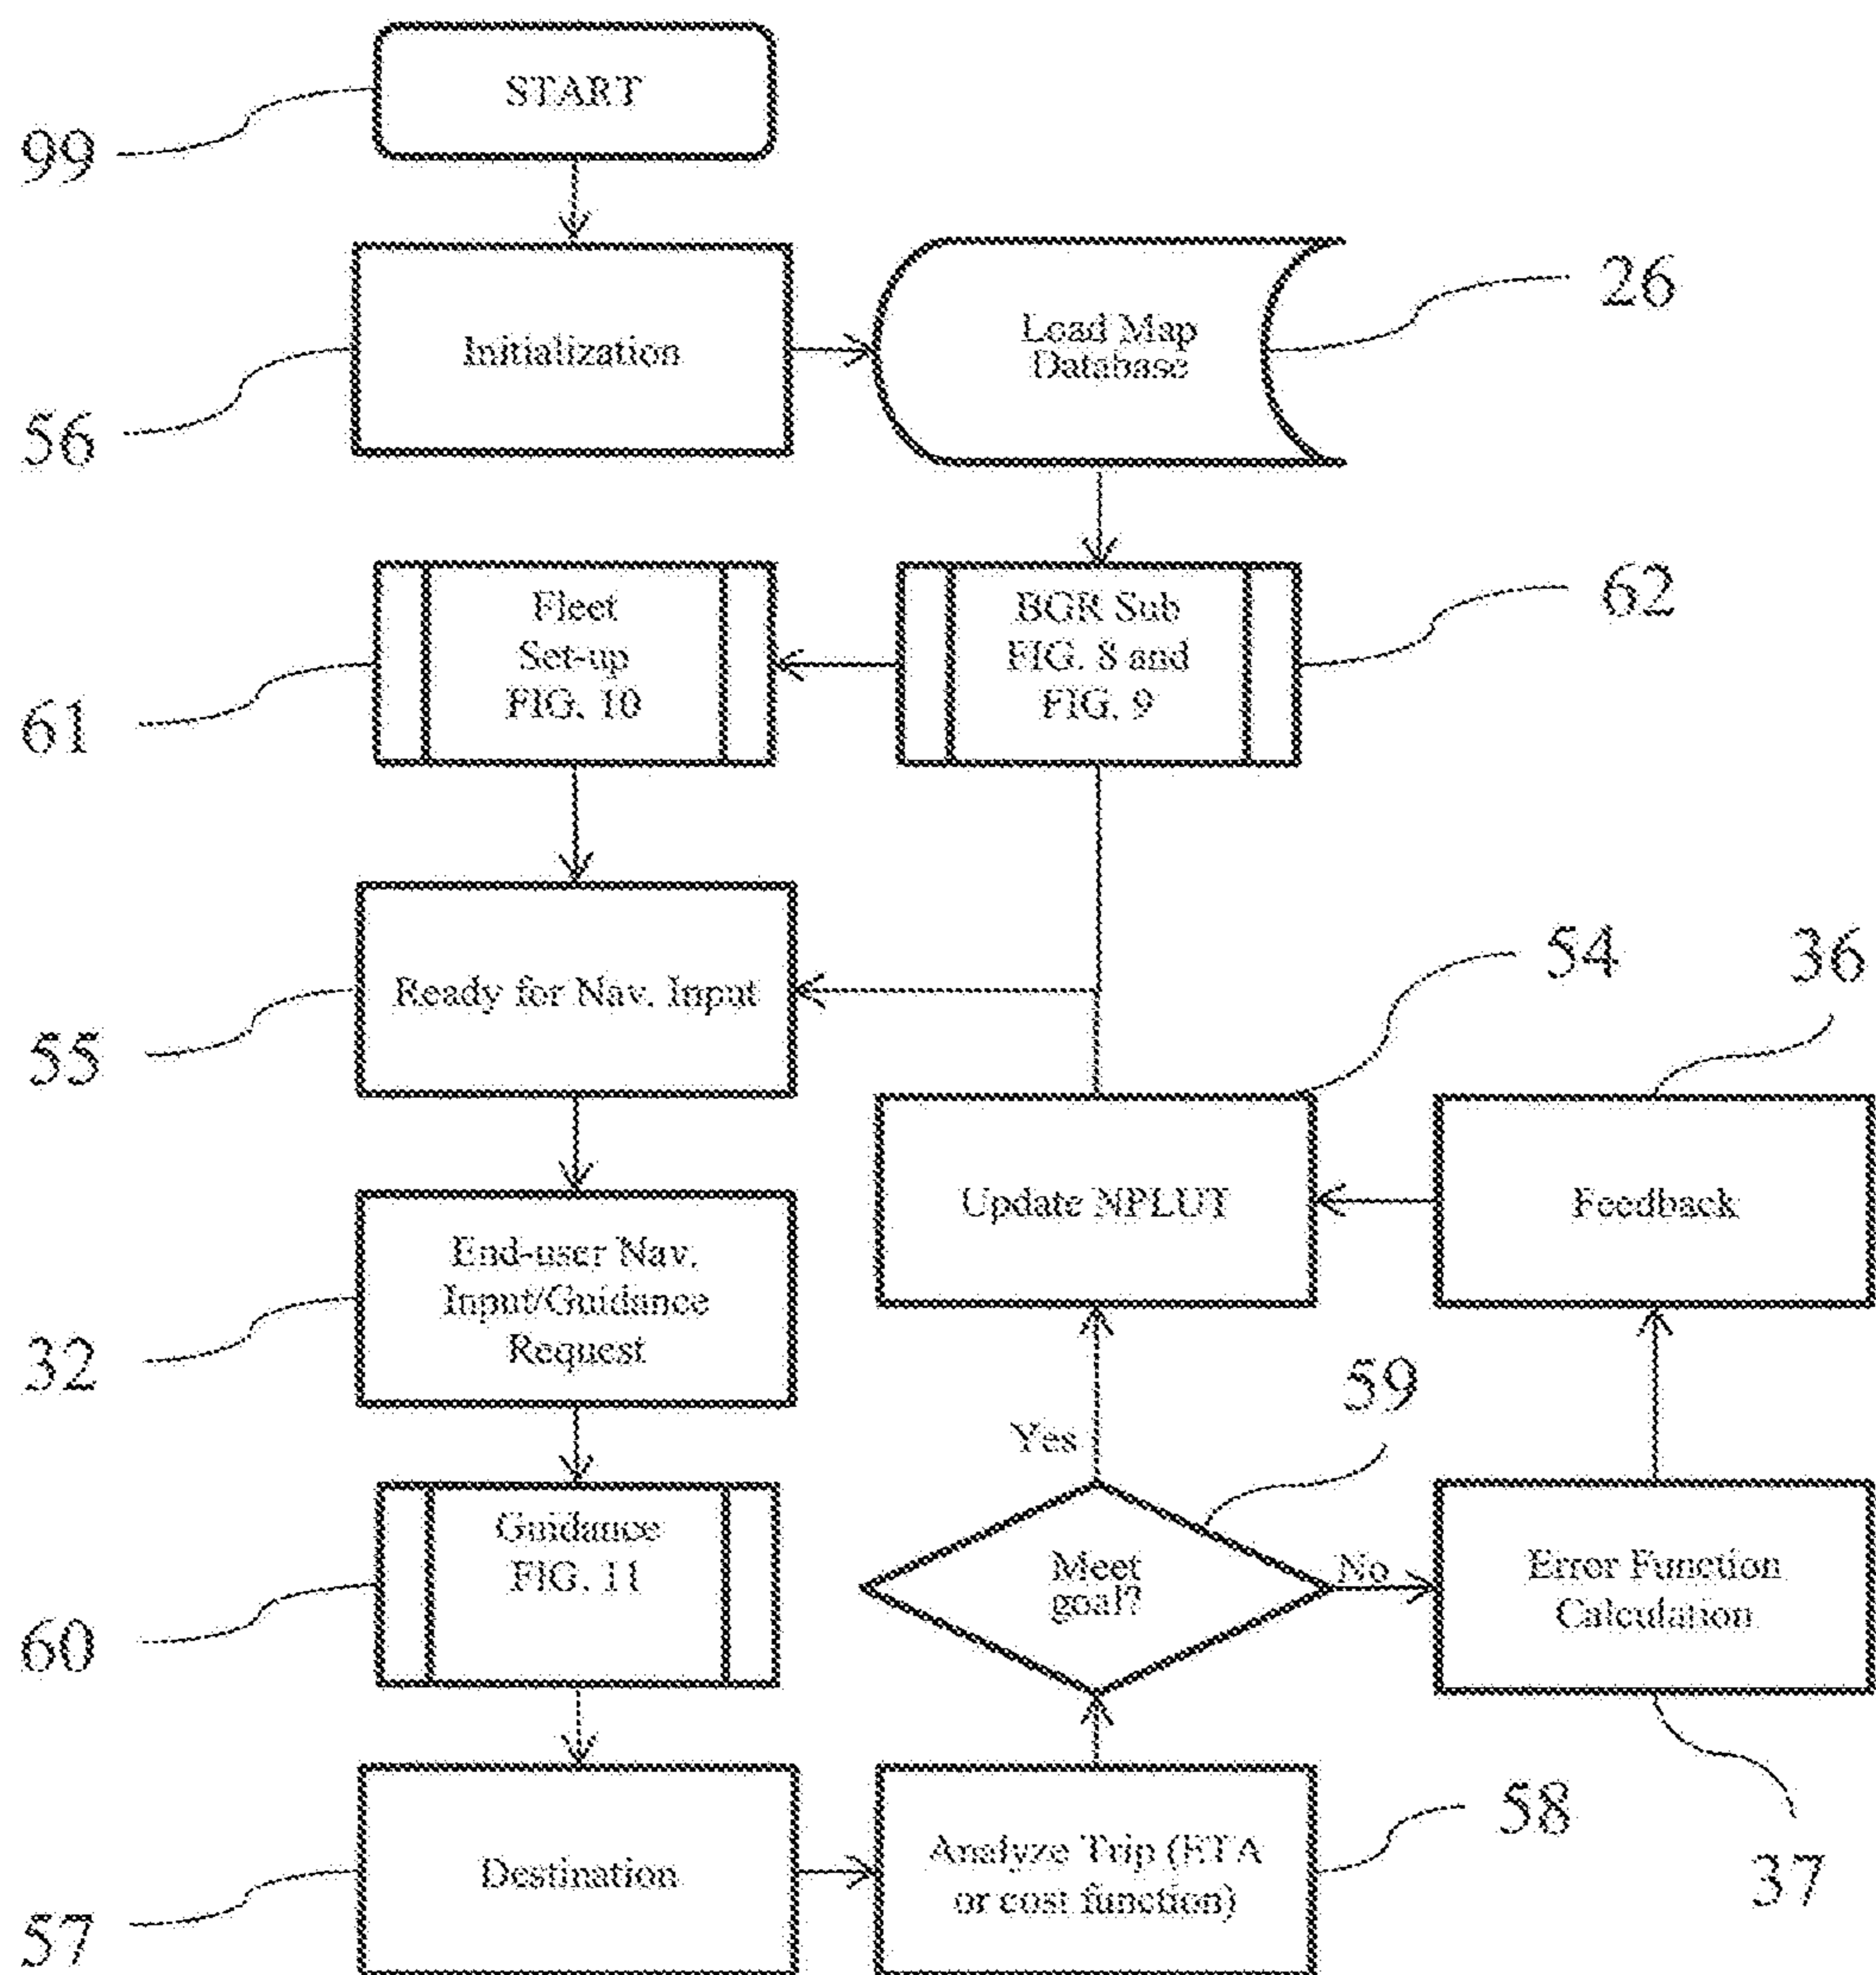 START
99
Initialization
56
Load Map
Database
26
Fleet
Set-up
FIG. 10
61
BGR Sub
FIG. 8 and
FIG. 9
62
Ready for Nav. Input
55
54
36
Update NPLUT
Feedback
End-user Nav.
Input/Guidance
Request
32
59
Yes
Guidance
FIG. 11
60
Meet
goal?
No
Error Function
Calculation
37
Destination
57
Analyze Trip (ETA
or cost function)
58